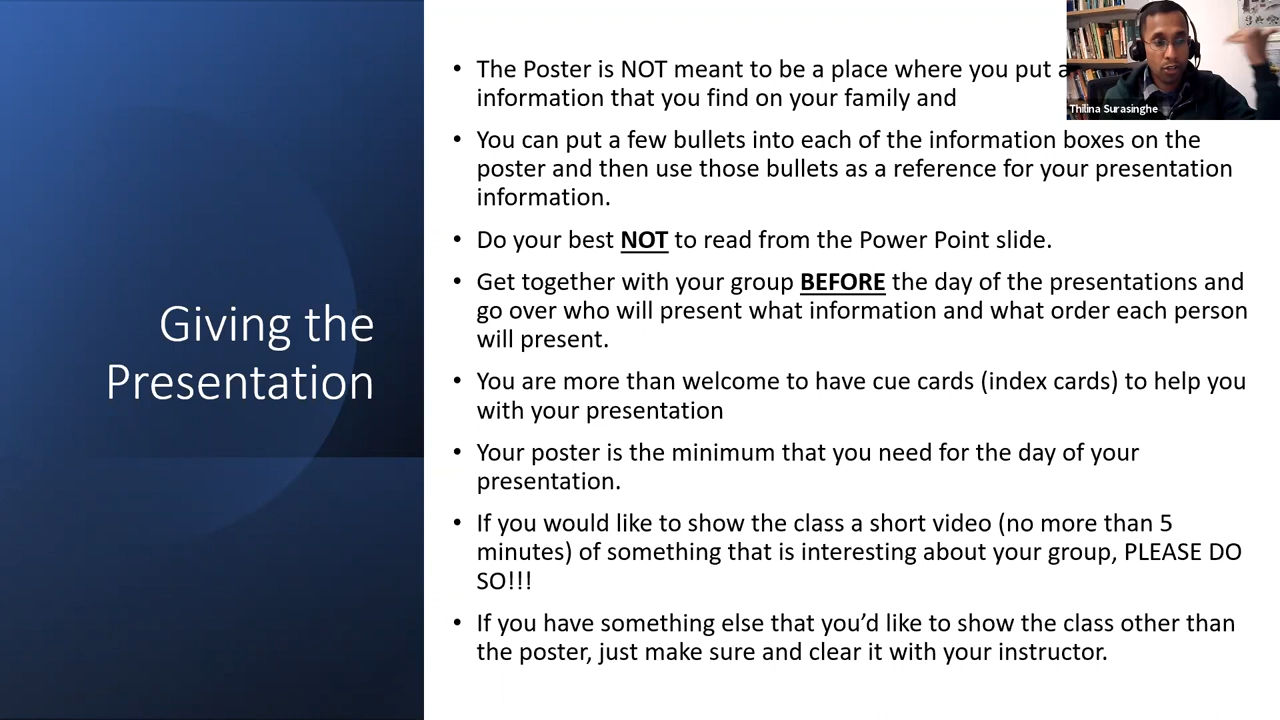 Giving the
Presentation
• The Poster is NOT meant to be a place where you put
information that you find on your family and
• You can put a few bullets into each of the information boxes on the
poster and then use those bullets as a reference for your presentation
information.
• Do your best NOT to read from the Power Point slide.
• Get together with your group BEFORE the day of the presentations and
go over who will present what information and what order each person
will present.
• You are more than welcome to have cue cards (index cards) to help you
with your presentation
• Your poster is the minimum that you need for the day of your
presentation.
• If you would like to show the class a short video (no more than 5
minutes) of something that is interesting about your group, PLEASE DO
SO!!!
• If you have something else that you’d like to show the class other than
the poster, just make sure and clear it with your instructor.
Thilina Surasinghe